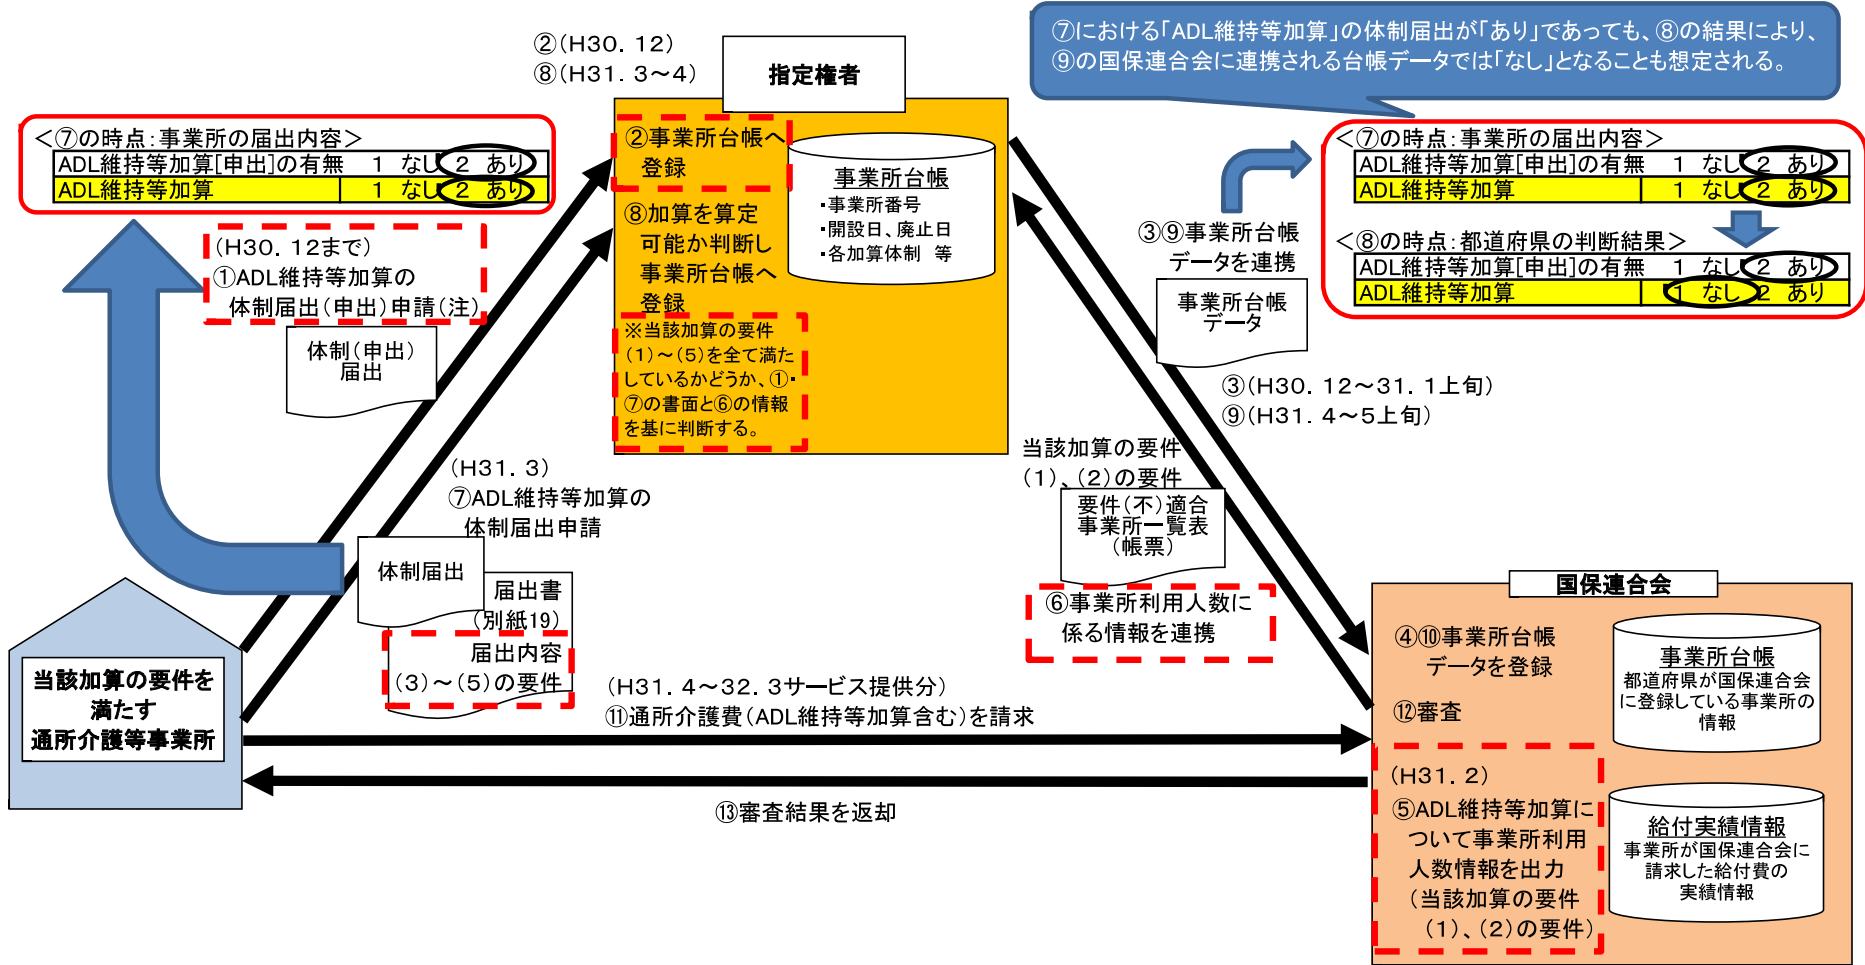 ⑦における「ADL維持等加算」の体制届出が「あり」であっても、⑧の結果により、
⑨の国保連合会に連携される台帳データでは「なし」となることも想定される。
②(H30．12)
⑧(H31．3～4)
指定権者
＜⑦の時点：事業所の届出内容＞
ADL維持等加算[申出]の有無 1 なし 2 あり
ADL維持等加算 1 なし 2 あり
(H30．12まで)
①ADL維持等加算の
体制届出(申出)申請(注)
体制(申出)
届出
②事業所台帳へ
登録
⑧加算を算定
可能か判断し
事業所台帳へ
登録
※当該加算の要件
(1)～(5)を全て満た
しているかどうか、①・
⑦の書面と⑥の情報
を基に判断する。
事業所台帳
・事業所番号
・開設日、廃止日
・各加算体制 等
③⑨事業所台帳
データを連携
事業所台帳
データ
③(H30．12～31．1上旬)
⑨(H31．4～5上旬)
＜⑦の時点：事業所の届出内容＞
ADL維持等加算[申出]の有無 1 なし 2 あり
ADL維持等加算 1 なし 2 あり
＜⑧の時点：都道府県の判断結果＞
ADL維持等加算[申出]の有無 1 なし 2 あり
ADL維持等加算 1 なし 2 あり
(H31．3)
⑦ADL維持等加算の
体制届出申請
体制届出
届出書
(別紙19)
届出内容
(3)～(5)の要件
当該加算の要件
(1)、(2)の要件
要件(不)適合
事業所一覧表
(帳票)
⑥事業所利用人数に
係る情報を連携
当該加算の要件を
満たす
通所介護等事業所
(H31．4～32．3サービス提供分)
⑪通所介護費(ADL維持等加算含む)を請求
⑬審査結果を返却
国保連合会
④⑩事業所台帳
データを登録
⑫審査
事業所台帳
都道府県が国保連合会
に登録している事業所の
情報
(H31．2)
⑤ADL維持等加算に
ついて事業所利用
人数情報を出力
(当該加算の要件
(1)、(2)の要件)
給付実績情報
事業所が国保連合会に
請求した給付費の
実績情報